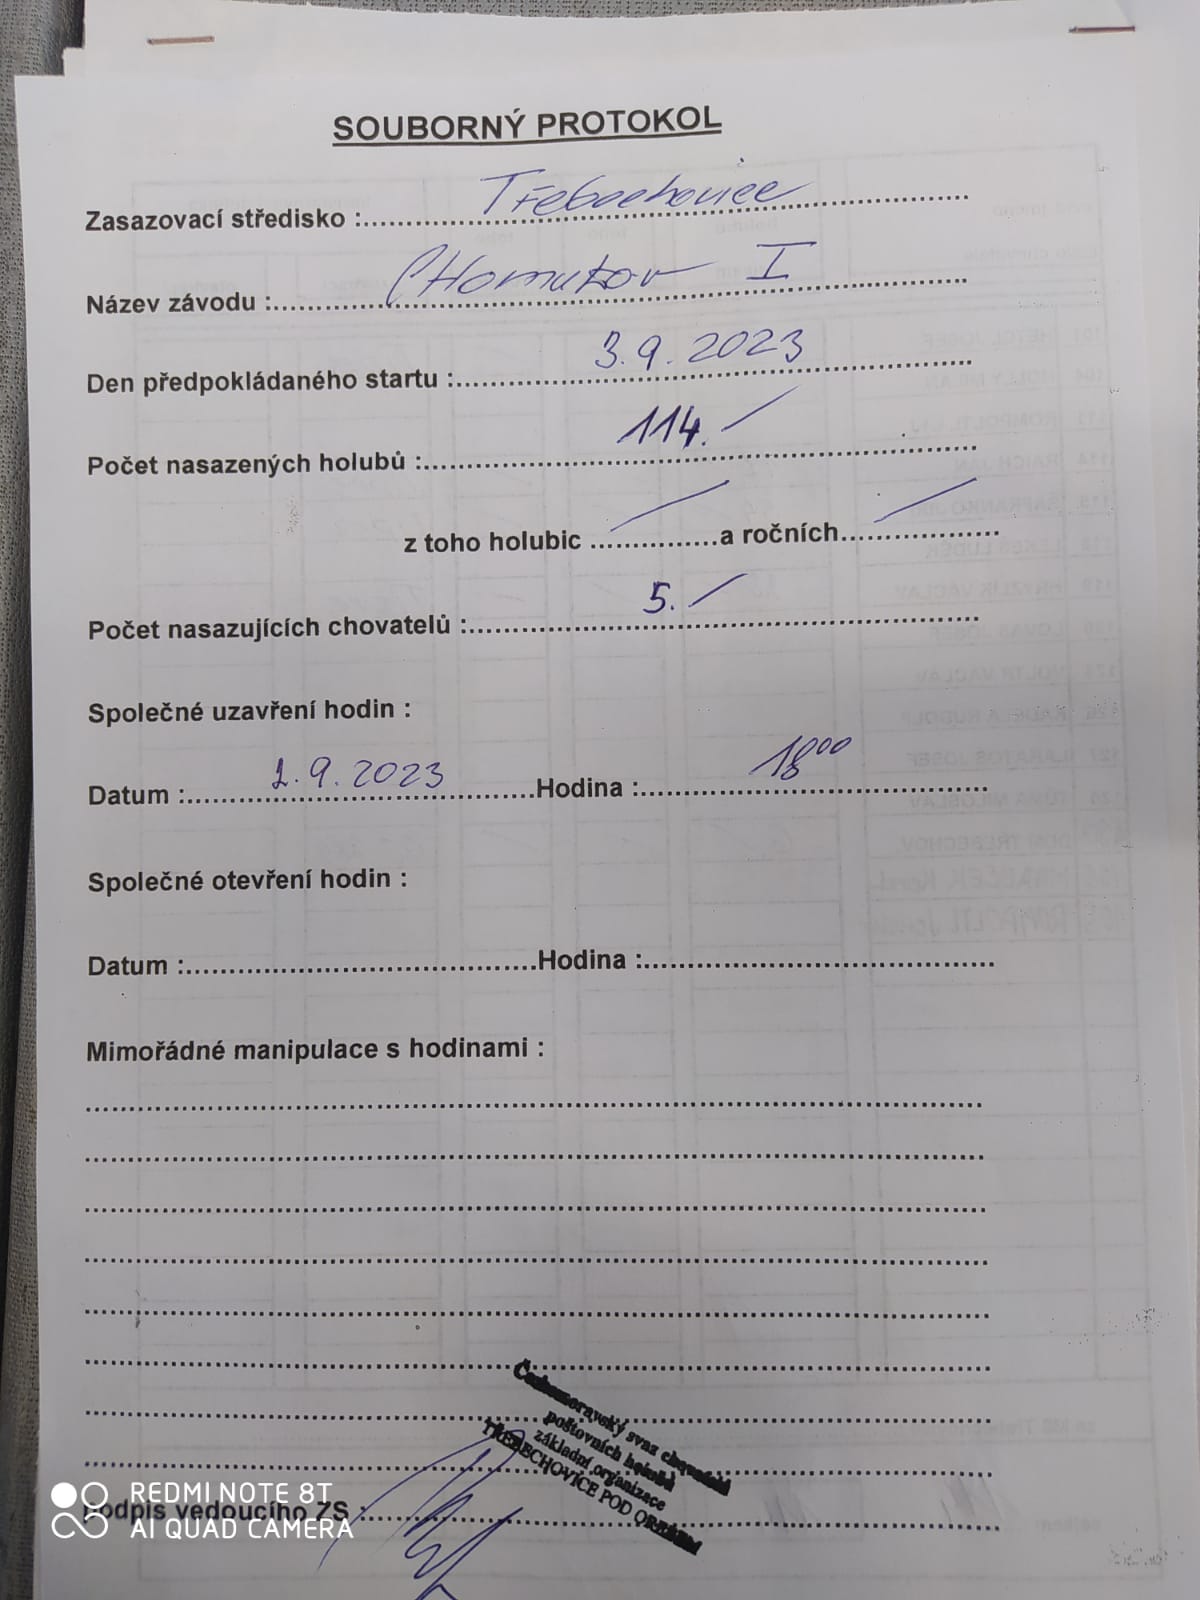 SOUBORNÝ PROTOKOL
Zasazovací středisko : Třebechovice
Název závodu : CHomutov I
Den předpokládaného startu : 3.9.2023
Počet nasazených holubů : 114.
z toho holubic a ročních
Počet nasazujících chovatelů : 5.
Společné uzavření hodin :
Datum : 2.9.2023 Hodina : 18⁰⁰
Společné otevření hodin :
Datum : Hodina :
Mimořádné manipulace s hodinami :
Českomoravský svaz chovatelů
poštovních holubů
základní organizace
TŘEBECHOVICE POD OREBEM
Podpis vedoucího ZS :
REDMI NOTE 8T
AI QUAD CAMERA